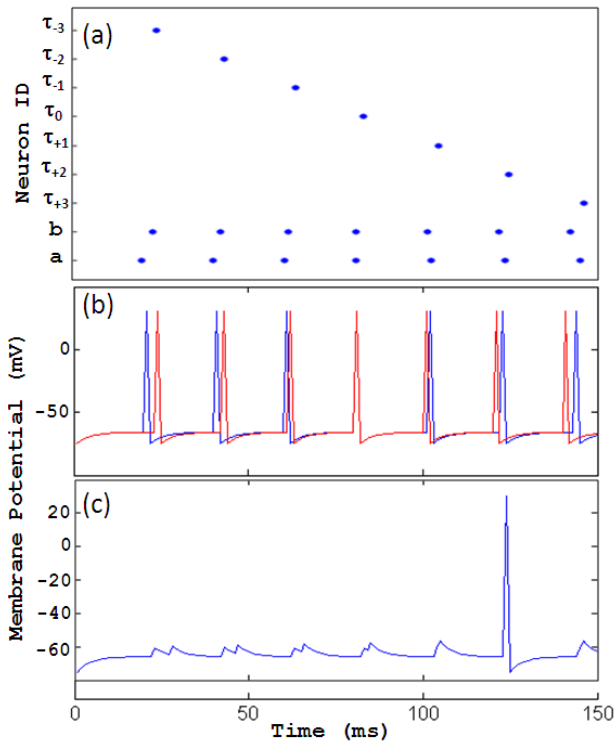 (a)
τ-3
τ-2
τ-1
τ0
τ+1
τ+2
τ+3
b
a
Neuron ID
(b)
0
-50
(c)
20
0
-20
-40
-60
Membrane Potential (mV)
0
50
100
150
Time (ms)